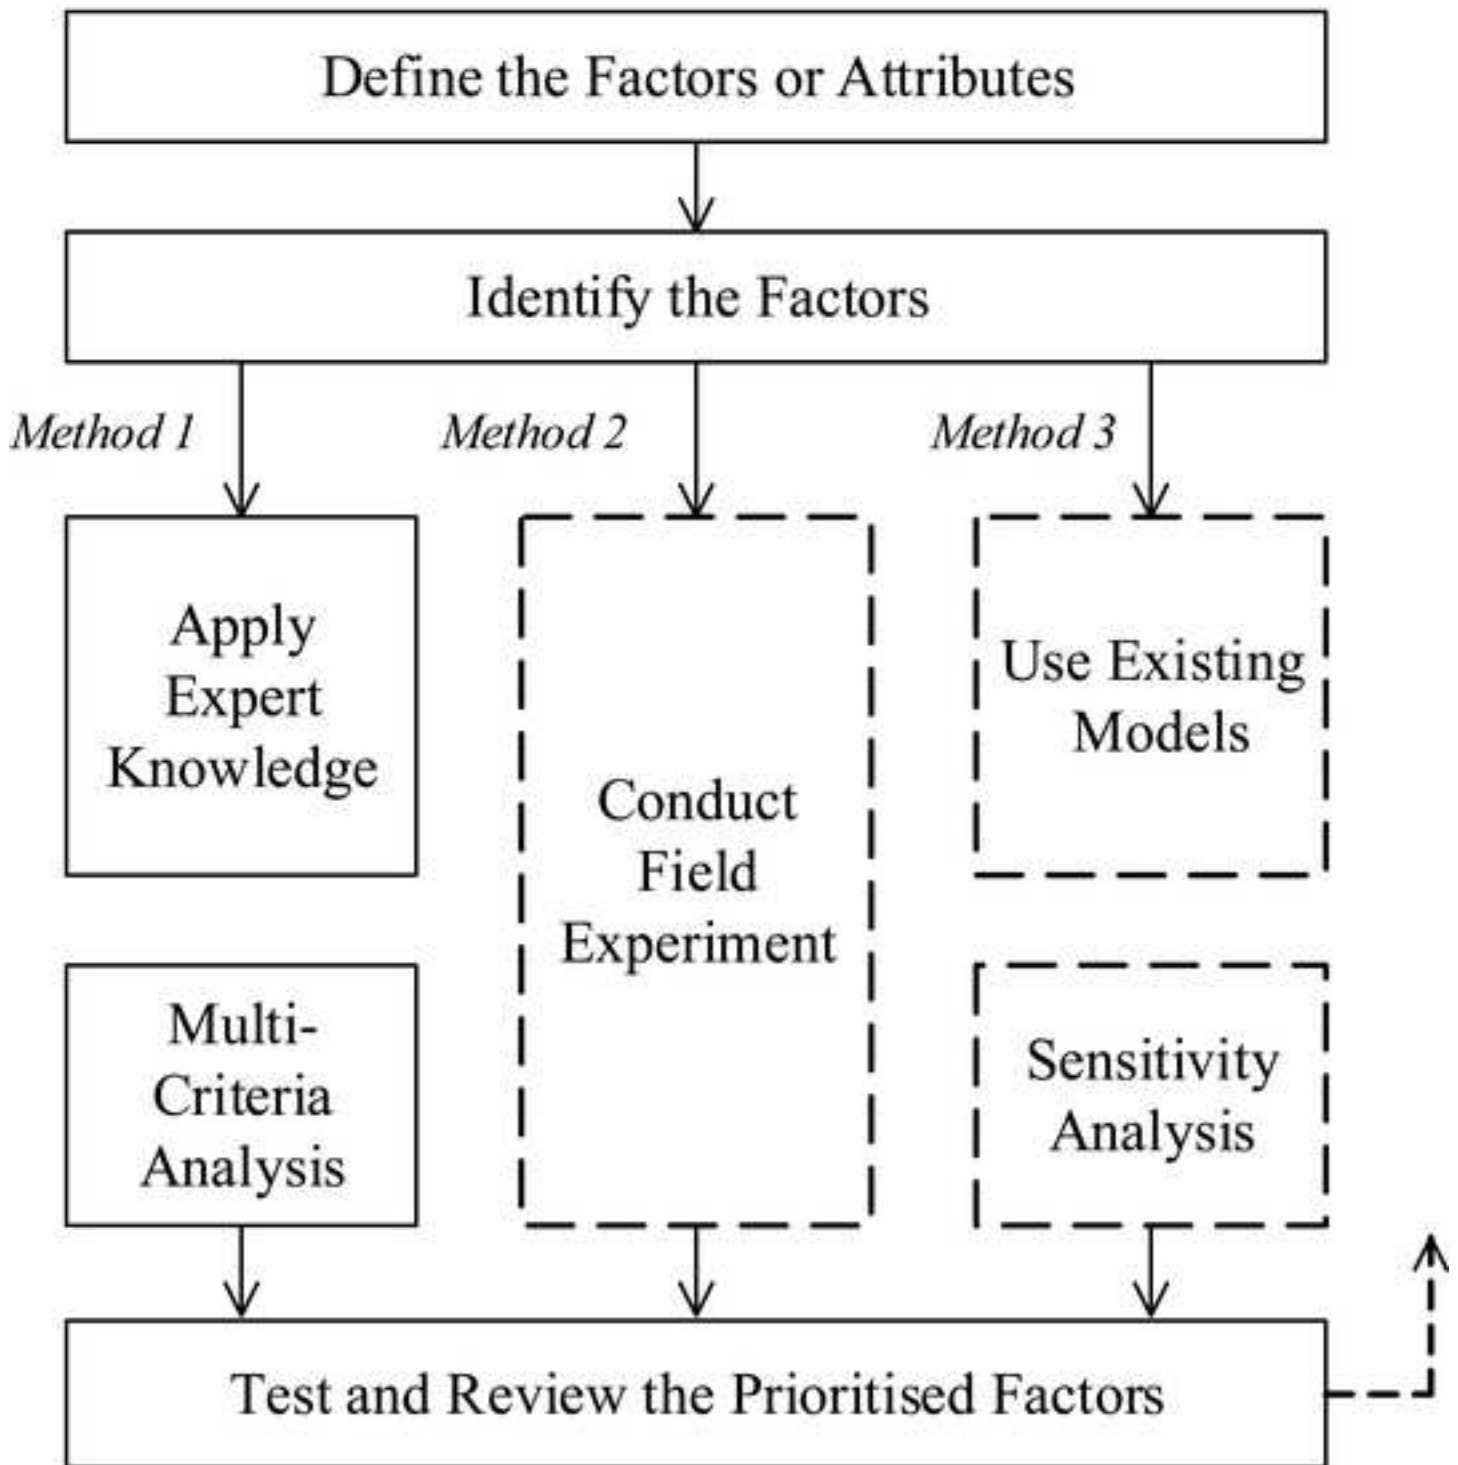 Define the Factors or Attributes
Identify the Factors
Method 1
Method 2
Method 3
Apply
Expert
Knowledge
Conduct
Field
Experiment
Use Existing
Models
Multi-
Criteria
Analysis
Sensitivity
Analysis
Test and Review the Prioritised Factors